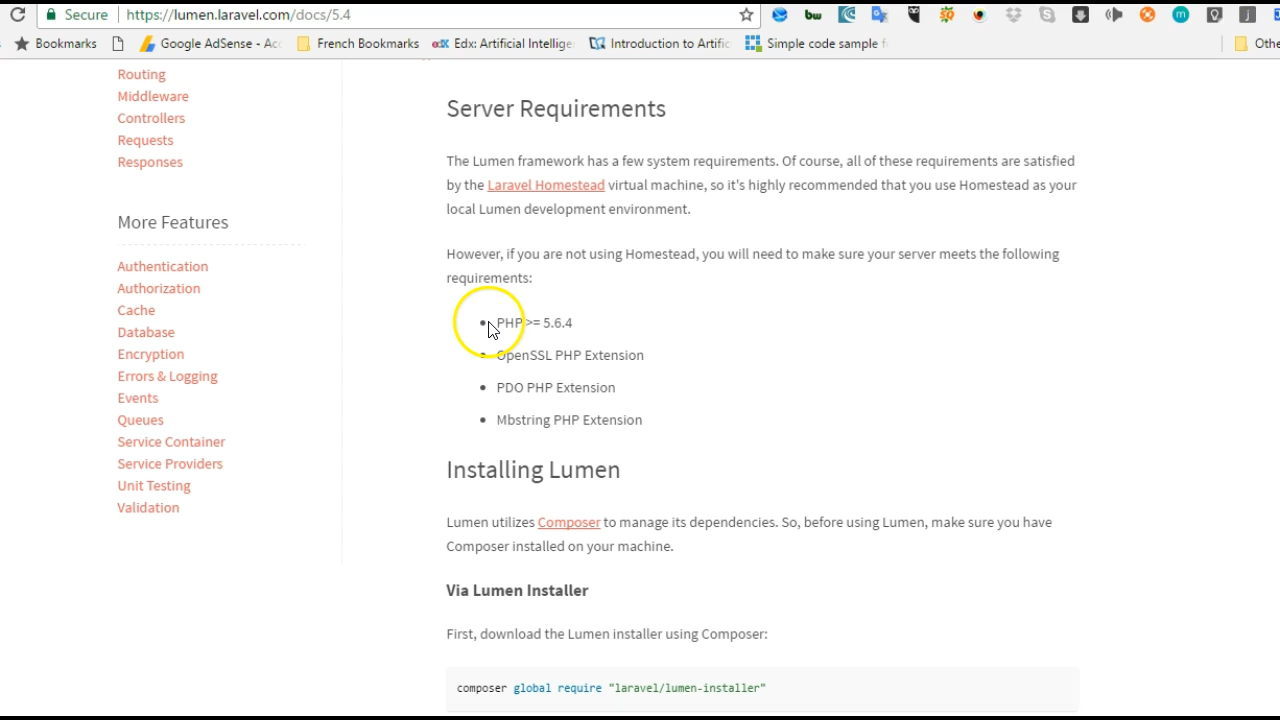 Secure
https://lumen.laravel.com/docs/5.4
bw
m
j
Bookmarks
Google AdSense - Acc
French Bookmarks
edX
Edx: Artificial Intellige
Introduction to Artific
Simple code sample f
Othe
Routing
Middleware
Controllers
Requests
Responses
More Features
Authentication
Authorization
Cache
Database
Encryption
Errors & Logging
Events
Queues
Service Container
Service Providers
Unit Testing
Validation
Server Requirements
The Lumen framework has a few system requirements. Of course, all of these requirements are satisfied
by the Laravel Homestead virtual machine, so it's highly recommended that you use Homestead as your
local Lumen development environment.
However, if you are not using Homestead, you will need to make sure your server meets the following
requirements:
PHP >= 5.6.4
OpenSSL PHP Extension
PDO PHP Extension
Mbstring PHP Extension
Installing Lumen
Lumen utilizes Composer to manage its dependencies. So, before using Lumen, make sure you have
Composer installed on your machine.
Via Lumen Installer
First, download the Lumen installer using Composer:
composer global require "laravel/lumen-installer"